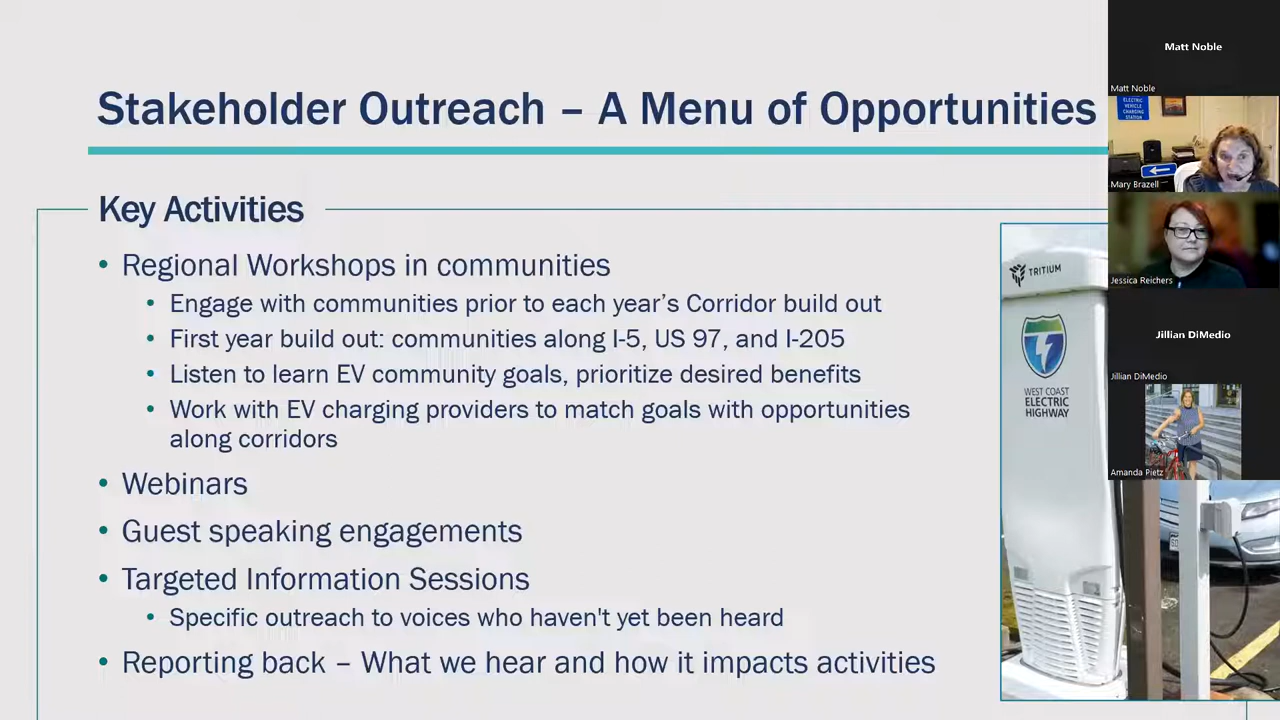 Stakeholder Outreach – A Menu of Opportunities
Key Activities
• Regional Workshops in communities
• Engage with communities prior to each year’s Corridor build out
• First year build out: communities along I-5, US 97, and I-205
• Listen to learn EV community goals, prioritize desired benefits
• Work with EV charging providers to match goals with opportunities
along corridors
• Webinars
• Guest speaking engagements
• Targeted Information Sessions
• Specific outreach to voices who haven't yet been heard
• Reporting back – What we hear and how it impacts activities
TRITIUM
WEST COAST
ELECTRIC
HIGHWAY
Matt Noble
Matt Noble
ELECTRIC
VEHICLE
CHARGING
STATION
Mary Brazell
Jessica Reichers
Jillian DiMedio
Jillian DiMedio
Amanda Pietz